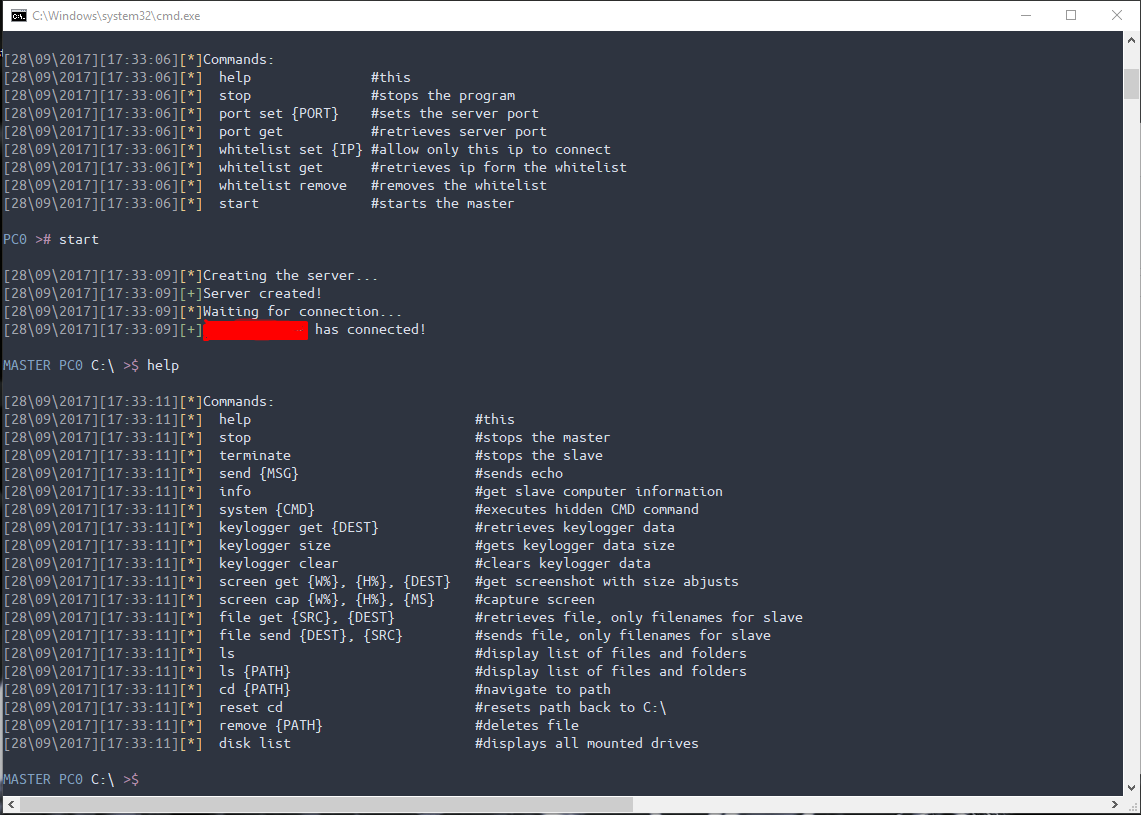 C:\Windows\system32\cmd.exe
[28\09\2017][17:33:06][*]Commands:
[28\09\2017][17:33:06][*]  help               #this
[28\09\2017][17:33:06][*]  stop               #stops the program
[28\09\2017][17:33:06][*]  port set {PORT}    #sets the server port
[28\09\2017][17:33:06][*]  port get           #retrieves server port
[28\09\2017][17:33:06][*]  whitelist set {IP} #allow only this ip to connect
[28\09\2017][17:33:06][*]  whitelist get      #retrieves ip form the whitelist
[28\09\2017][17:33:06][*]  whitelist remove   #removes the whitelist
[28\09\2017][17:33:06][*]  start              #starts the master
PC0 ># start
[28\09\2017][17:33:09][*]Creating the server...
[28\09\2017][17:33:09][+]Server created!
[28\09\2017][17:33:09][*]Waiting for connection...
[28\09\2017][17:33:09][+] has connected!
MASTER PC0 C:\ >$ help
[28\09\2017][17:33:11][*]Commands:
[28\09\2017][17:33:11][*]  help                            #this
[28\09\2017][17:33:11][*]  stop                            #stops the master
[28\09\2017][17:33:11][*]  terminate                       #stops the slave
[28\09\2017][17:33:11][*]  send {MSG}                      #sends echo
[28\09\2017][17:33:11][*]  info                            #get slave computer information
[28\09\2017][17:33:11][*]  system {CMD}                    #executes hidden CMD command
[28\09\2017][17:33:11][*]  keylogger get {DEST}            #retrieves keylogger data
[28\09\2017][17:33:11][*]  keylogger size                  #gets keylogger data size
[28\09\2017][17:33:11][*]  keylogger clear                 #clears keylogger data
[28\09\2017][17:33:11][*]  screen get {W%}, {H%}, {DEST}   #get screenshot with size abjusts
[28\09\2017][17:33:11][*]  screen cap {W%}, {H%}, {MS}     #capture screen
[28\09\2017][17:33:11][*]  file get {SRC}, {DEST}          #retrieves file, only filenames for slave
[28\09\2017][17:33:11][*]  file send {DEST}, {SRC}         #sends file, only filenames for slave
[28\09\2017][17:33:11][*]  ls                              #display list of files and folders
[28\09\2017][17:33:11][*]  ls {PATH}                       #display list of files and folders
[28\09\2017][17:33:11][*]  cd {PATH}                       #navigate to path
[28\09\2017][17:33:11][*]  reset cd                        #resets path back to C:\
[28\09\2017][17:33:11][*]  remove {PATH}                   #deletes file
[28\09\2017][17:33:11][*]  disk list                       #displays all mounted drives
MASTER PC0 C:\ >$